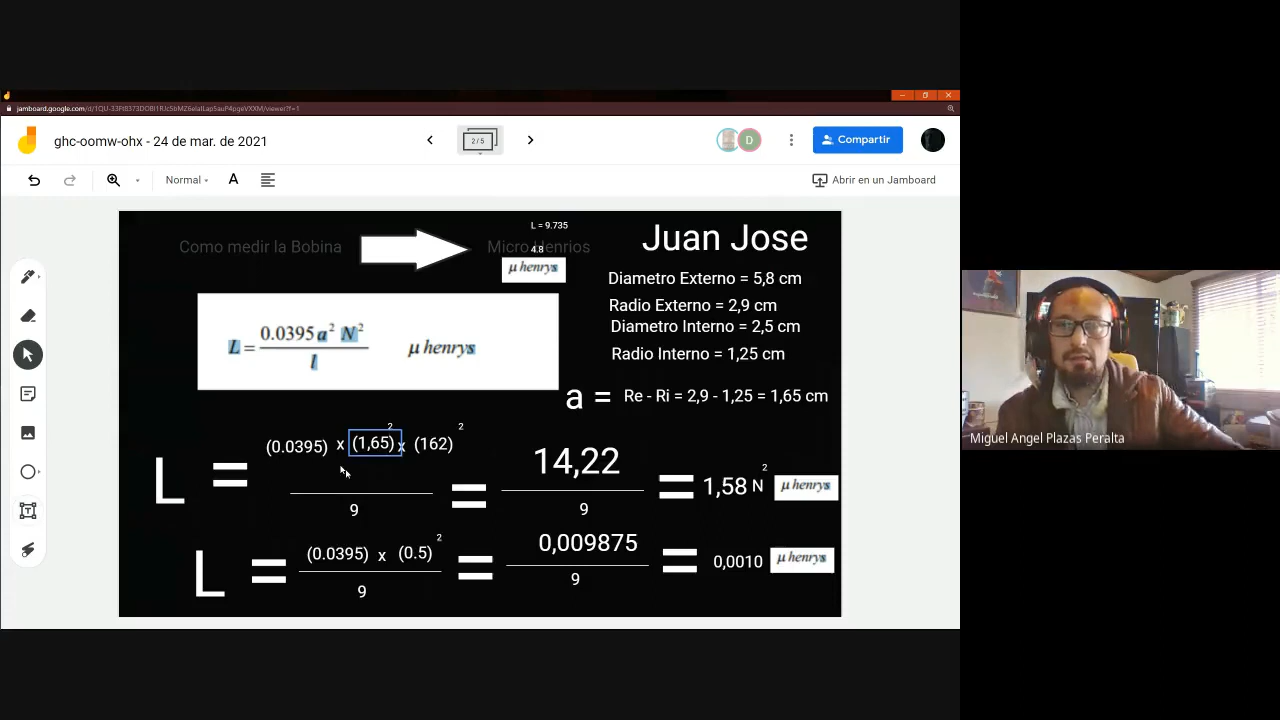 ghc-oomw-ohx - 24 de mar. de 2021
2 / 5
D
Compartir
Normal
A
Abrir en un Jamboard
Como medir la Bobina
Micro Henrios
L = 9.735
4.8
μ henrys
Juan Jose
Diametro Externo = 5,8 cm
Radio Externo = 2,9 cm
Diametro Interno = 2,5 cm
Radio Interno = 1,25 cm
L = 0.0395 a² N² / l μ henrys
a = Re - Ri = 2,9 - 1,25 = 1,65 cm
L = (0.0395) x (1,65)² x (162)² / 9 = 14,22 / 9 = 1,58 N² μ henrys
L = (0.0395) x (0.5)² / 9 = 0,009875 / 9 = 0,0010 μ henrys
Miguel Angel Plazas Peralta